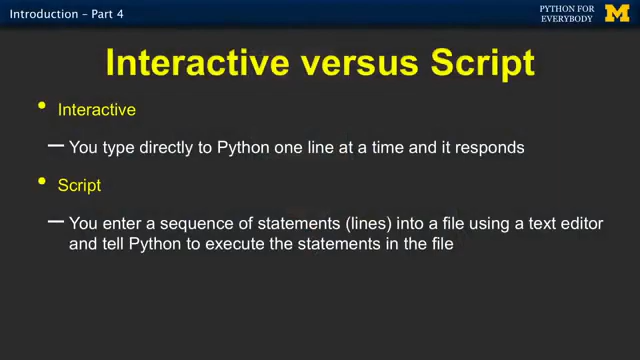 Introduction – Part 4
PYTHON FOR
EVERYBODY
M
Interactive versus Script
• Interactive
– You type directly to Python one line at a time and it responds
• Script
– You enter a sequence of statements (lines) into a file using a text editor
and tell Python to execute the statements in the file